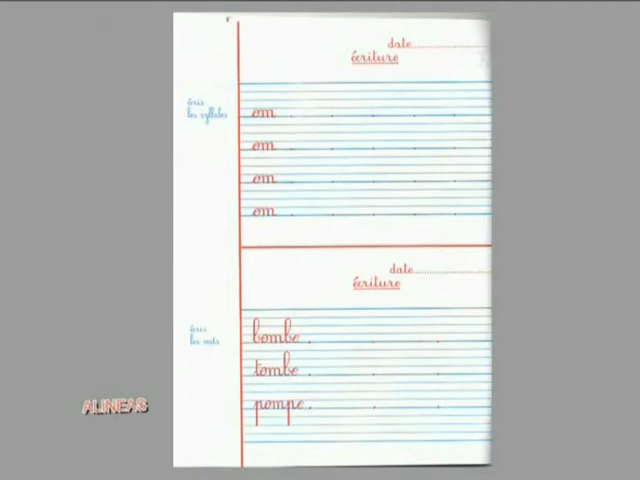 date
écriture
écris
les syllabes
om
om
om
om
date
écriture
écris
les mots
bombe
tombe
pompe
ALINEAS